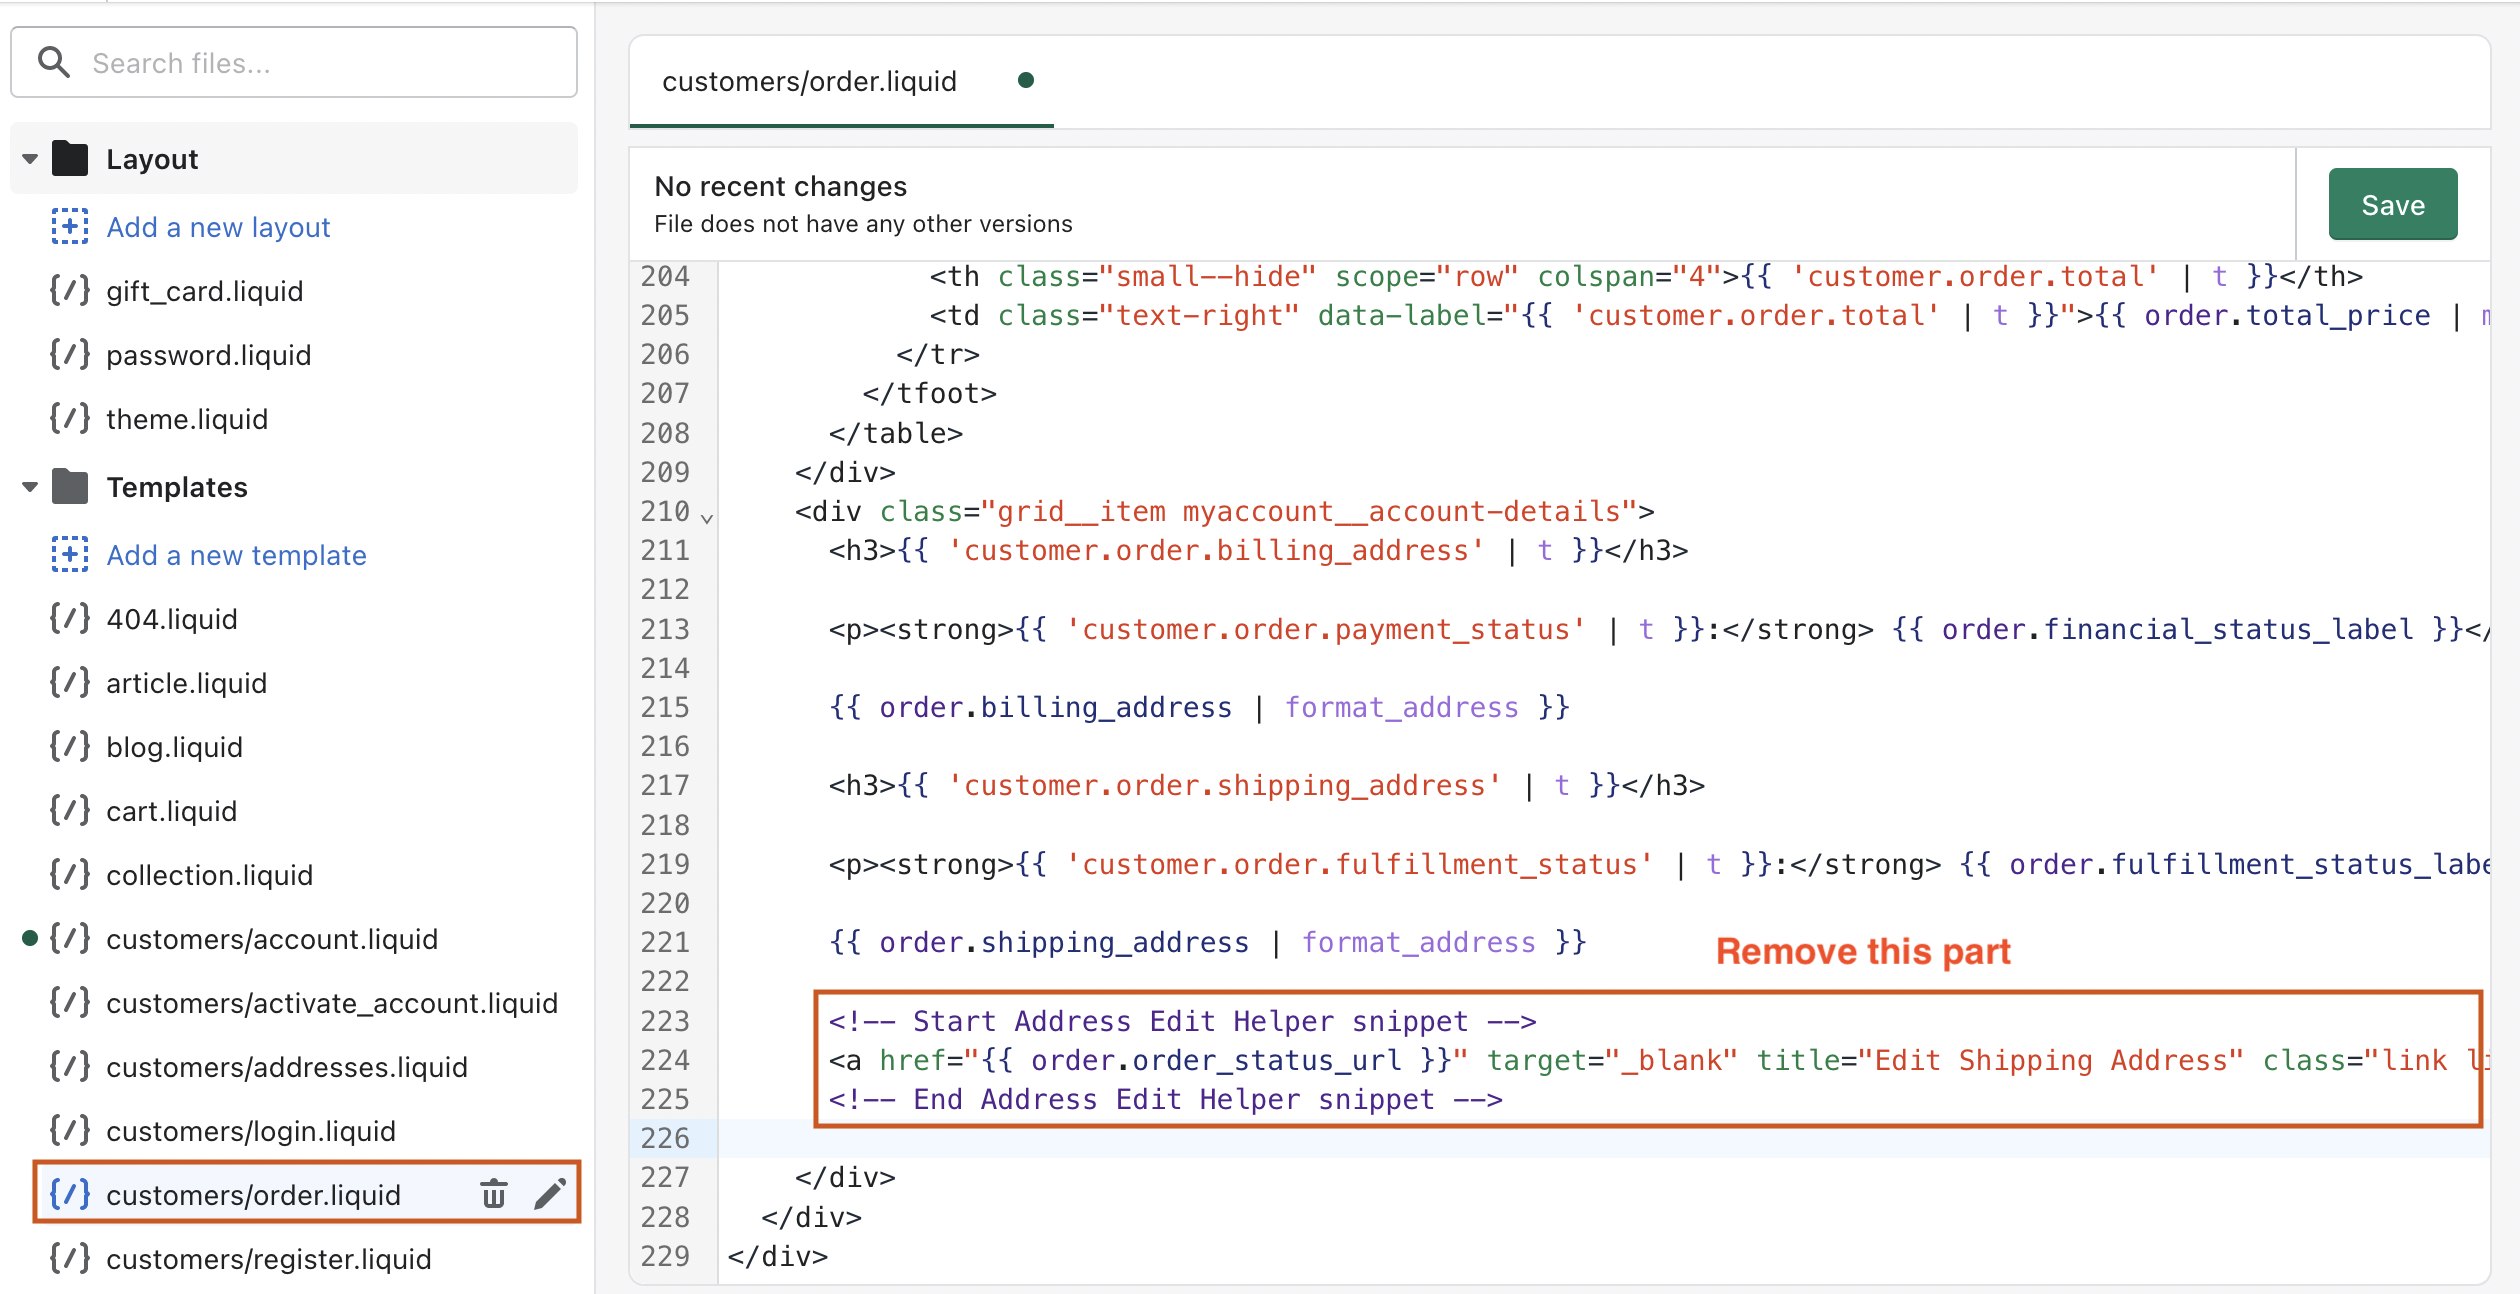 Search files...
Layout
Add a new layout
{/} gift_card.liquid
{/} password.liquid
{/} theme.liquid
Templates
Add a new template
{/} 404.liquid
{/} article.liquid
{/} blog.liquid
{/} cart.liquid
{/} collection.liquid
{/} customers/account.liquid
{/} customers/activate_account.liquid
{/} customers/addresses.liquid
{/} customers/login.liquid
{/} customers/order.liquid
{/} customers/register.liquid
customers/order.liquid
No recent changes
File does not have any other versions
Save
204 <th class="small--hide" scope="row" colspan="4">{{ 'customer.order.total' | t }}</th>
205 <td class="text-right" data-label="{{ 'customer.order.total' | t }}">{{ order.total_price |
206 </tr>
207 </tfoot>
208 </table>
209 </div>
210 <div class="grid__item myaccount__account-details">
211 <h3>{{ 'customer.order.billing_address' | t }}</h3>
212
213 <p><strong>{{ 'customer.order.payment_status' | t }}:</strong> {{ order.financial_status_label }}</
214
215 {{ order.billing_address | format_address }}
216
217 <h3>{{ 'customer.order.shipping_address' | t }}</h3>
218
219 <p><strong>{{ 'customer.order.fulfillment_status' | t }}:</strong> {{ order.fulfillment_status_labe
220
221 {{ order.shipping_address | format_address }}
Remove this part
222
223 <!-- Start Address Edit Helper snippet -->
224 <a href="{{ order.order_status_url }}" target="_blank" title="Edit Shipping Address" class="link li
225 <!-- End Address Edit Helper snippet -->
226
227 </div>
228 </div>
229 </div>